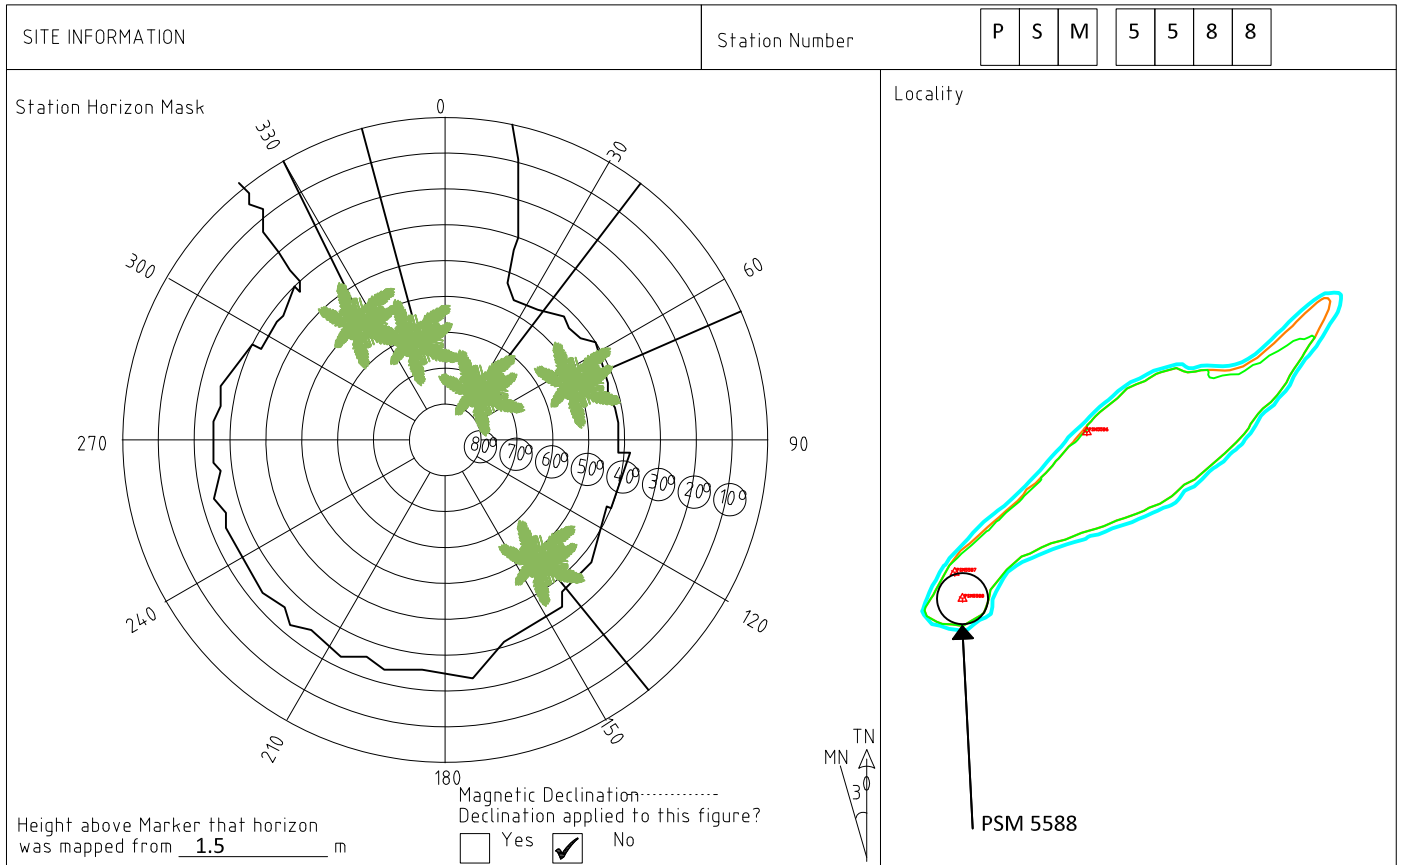 SITE INFORMATION
Station Number
P S M 5 5 8 8
Station Horizon Mask
Locality
0
30
60
90
120
150
180
210
240
270
300
330
80° 70° 60° 50° 40° 30° 20° 10°
TN
MN
3°
Magnetic Declination
Declination applied to this figure?
Yes
No
Height above Marker that horizon
was mapped from 1.5 m
PSM 5588